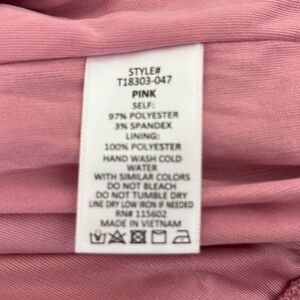 STYLE#
T18303-047
PINK
SELF:
97% POLYESTER
3% SPANDEX
LINING:
100% POLYESTER
HAND WASH COLD
WATER
WITH SIMILAR COLORS
DO NOT BLEACH
DO NOT TUMBLE DRY
LINE DRY LOW IRON IF NEEDED
RN# 115602
MADE IN VIETNAM